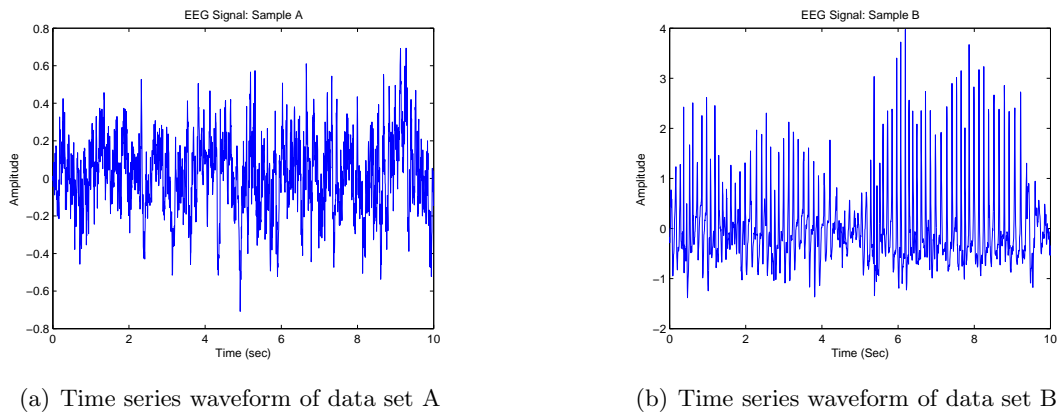 EEG Signal: Sample A
0.8
0.6
0.4
0.2
0
−0.2
−0.4
−0.6
−0.8
Amplitude
0 2 4 6 8 10
Time (sec)
(a) Time series waveform of data set A
EEG Signal: Sample B
4
3
2
1
0
−1
−2
Amplitude
0 2 4 6 8 10
Time (Sec)
(b) Time series waveform of data set B